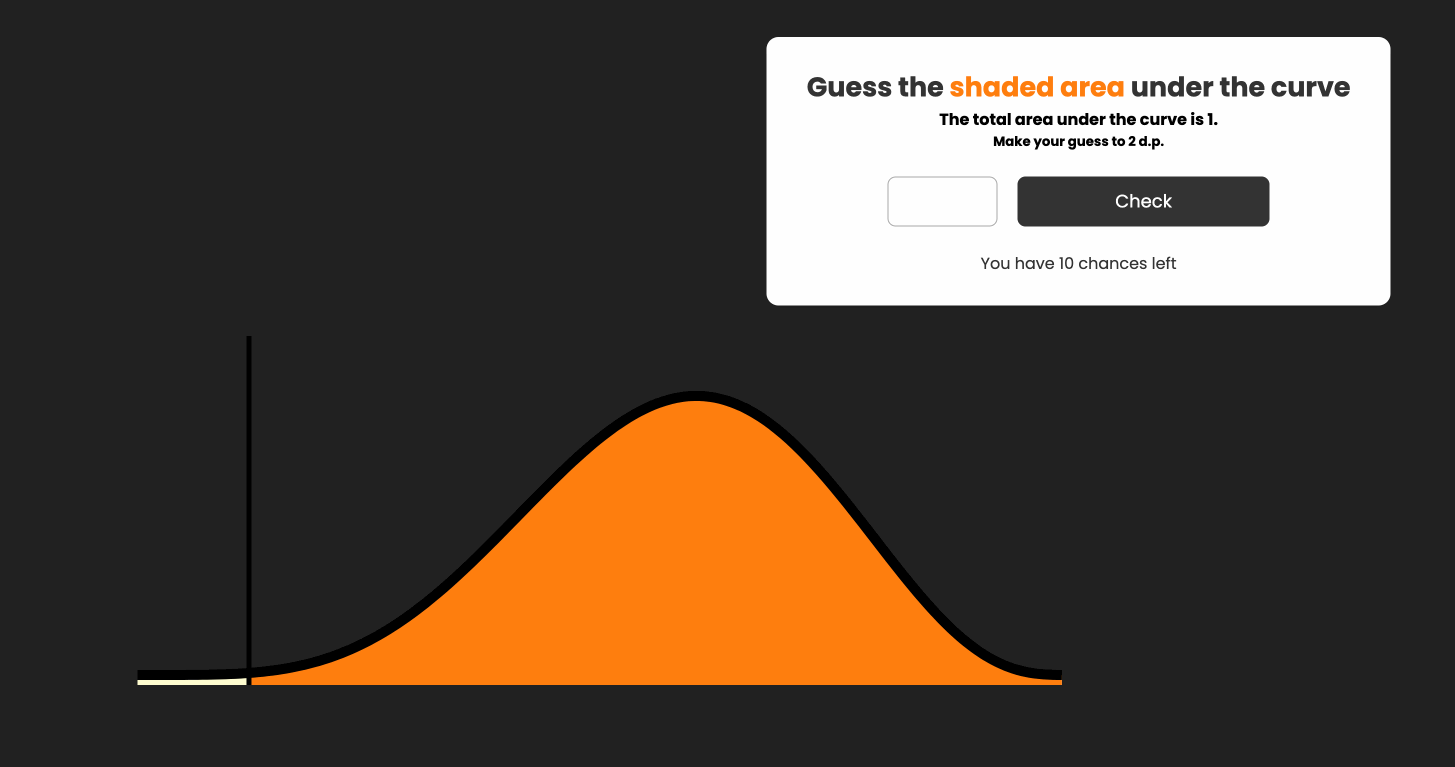 Guess the shaded area under the curve
The total area under the curve is 1.
Make your guess to 2 d.p.
Check
You have 10 chances left